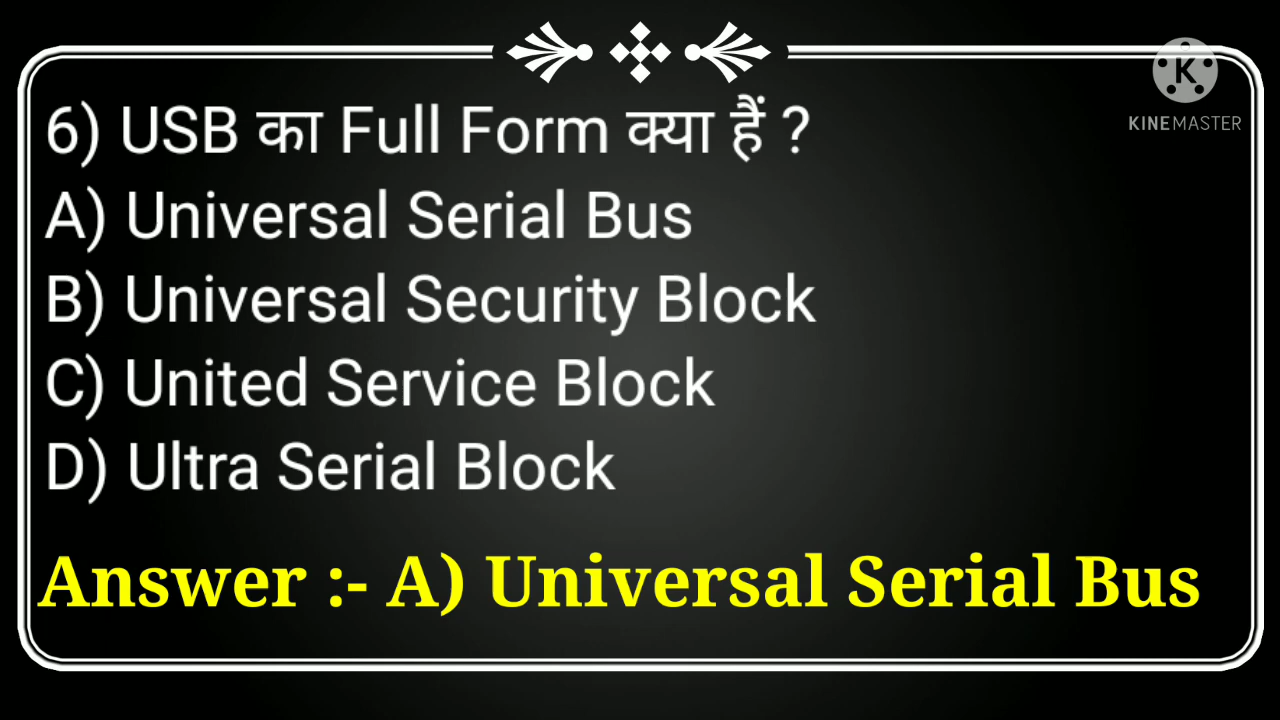 6) USB का Full Form क्या हैं ?
A) Universal Serial Bus
B) Universal Security Block
C) United Service Block
D) Ultra Serial Block
Answer :- A) Universal Serial Bus
K
KINEMASTER